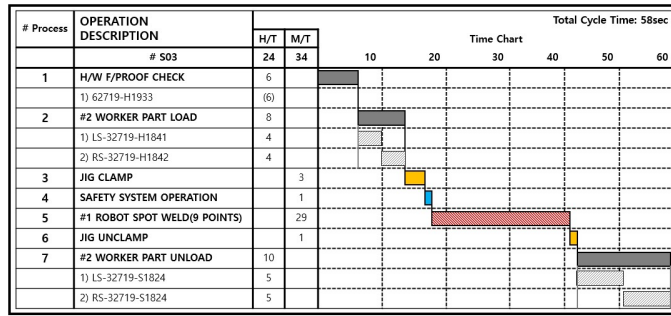 Total Cycle Time: 58sec
# Process OPERATION DESCRIPTION H/T M/T Time Chart
# S03 24 34 10 20 30 40 50 60
1 H/W F/PROOF CHECK 6
1) 62719-H1933 (6)
2 #2 WORKER PART LOAD 8
1) LS-32719-H1841 4
2) RS-32719-H1842 4
3 JIG CLAMP 3
4 SAFETY SYSTEM OPERATION 1
5 #1 ROBOT SPOT WELD(9 POINTS) 29
6 JIG UNCLAMP 1
7 #2 WORKER PART UNLOAD 10
1) LS-32719-S1824 5
2) RS-32719-S1824 5